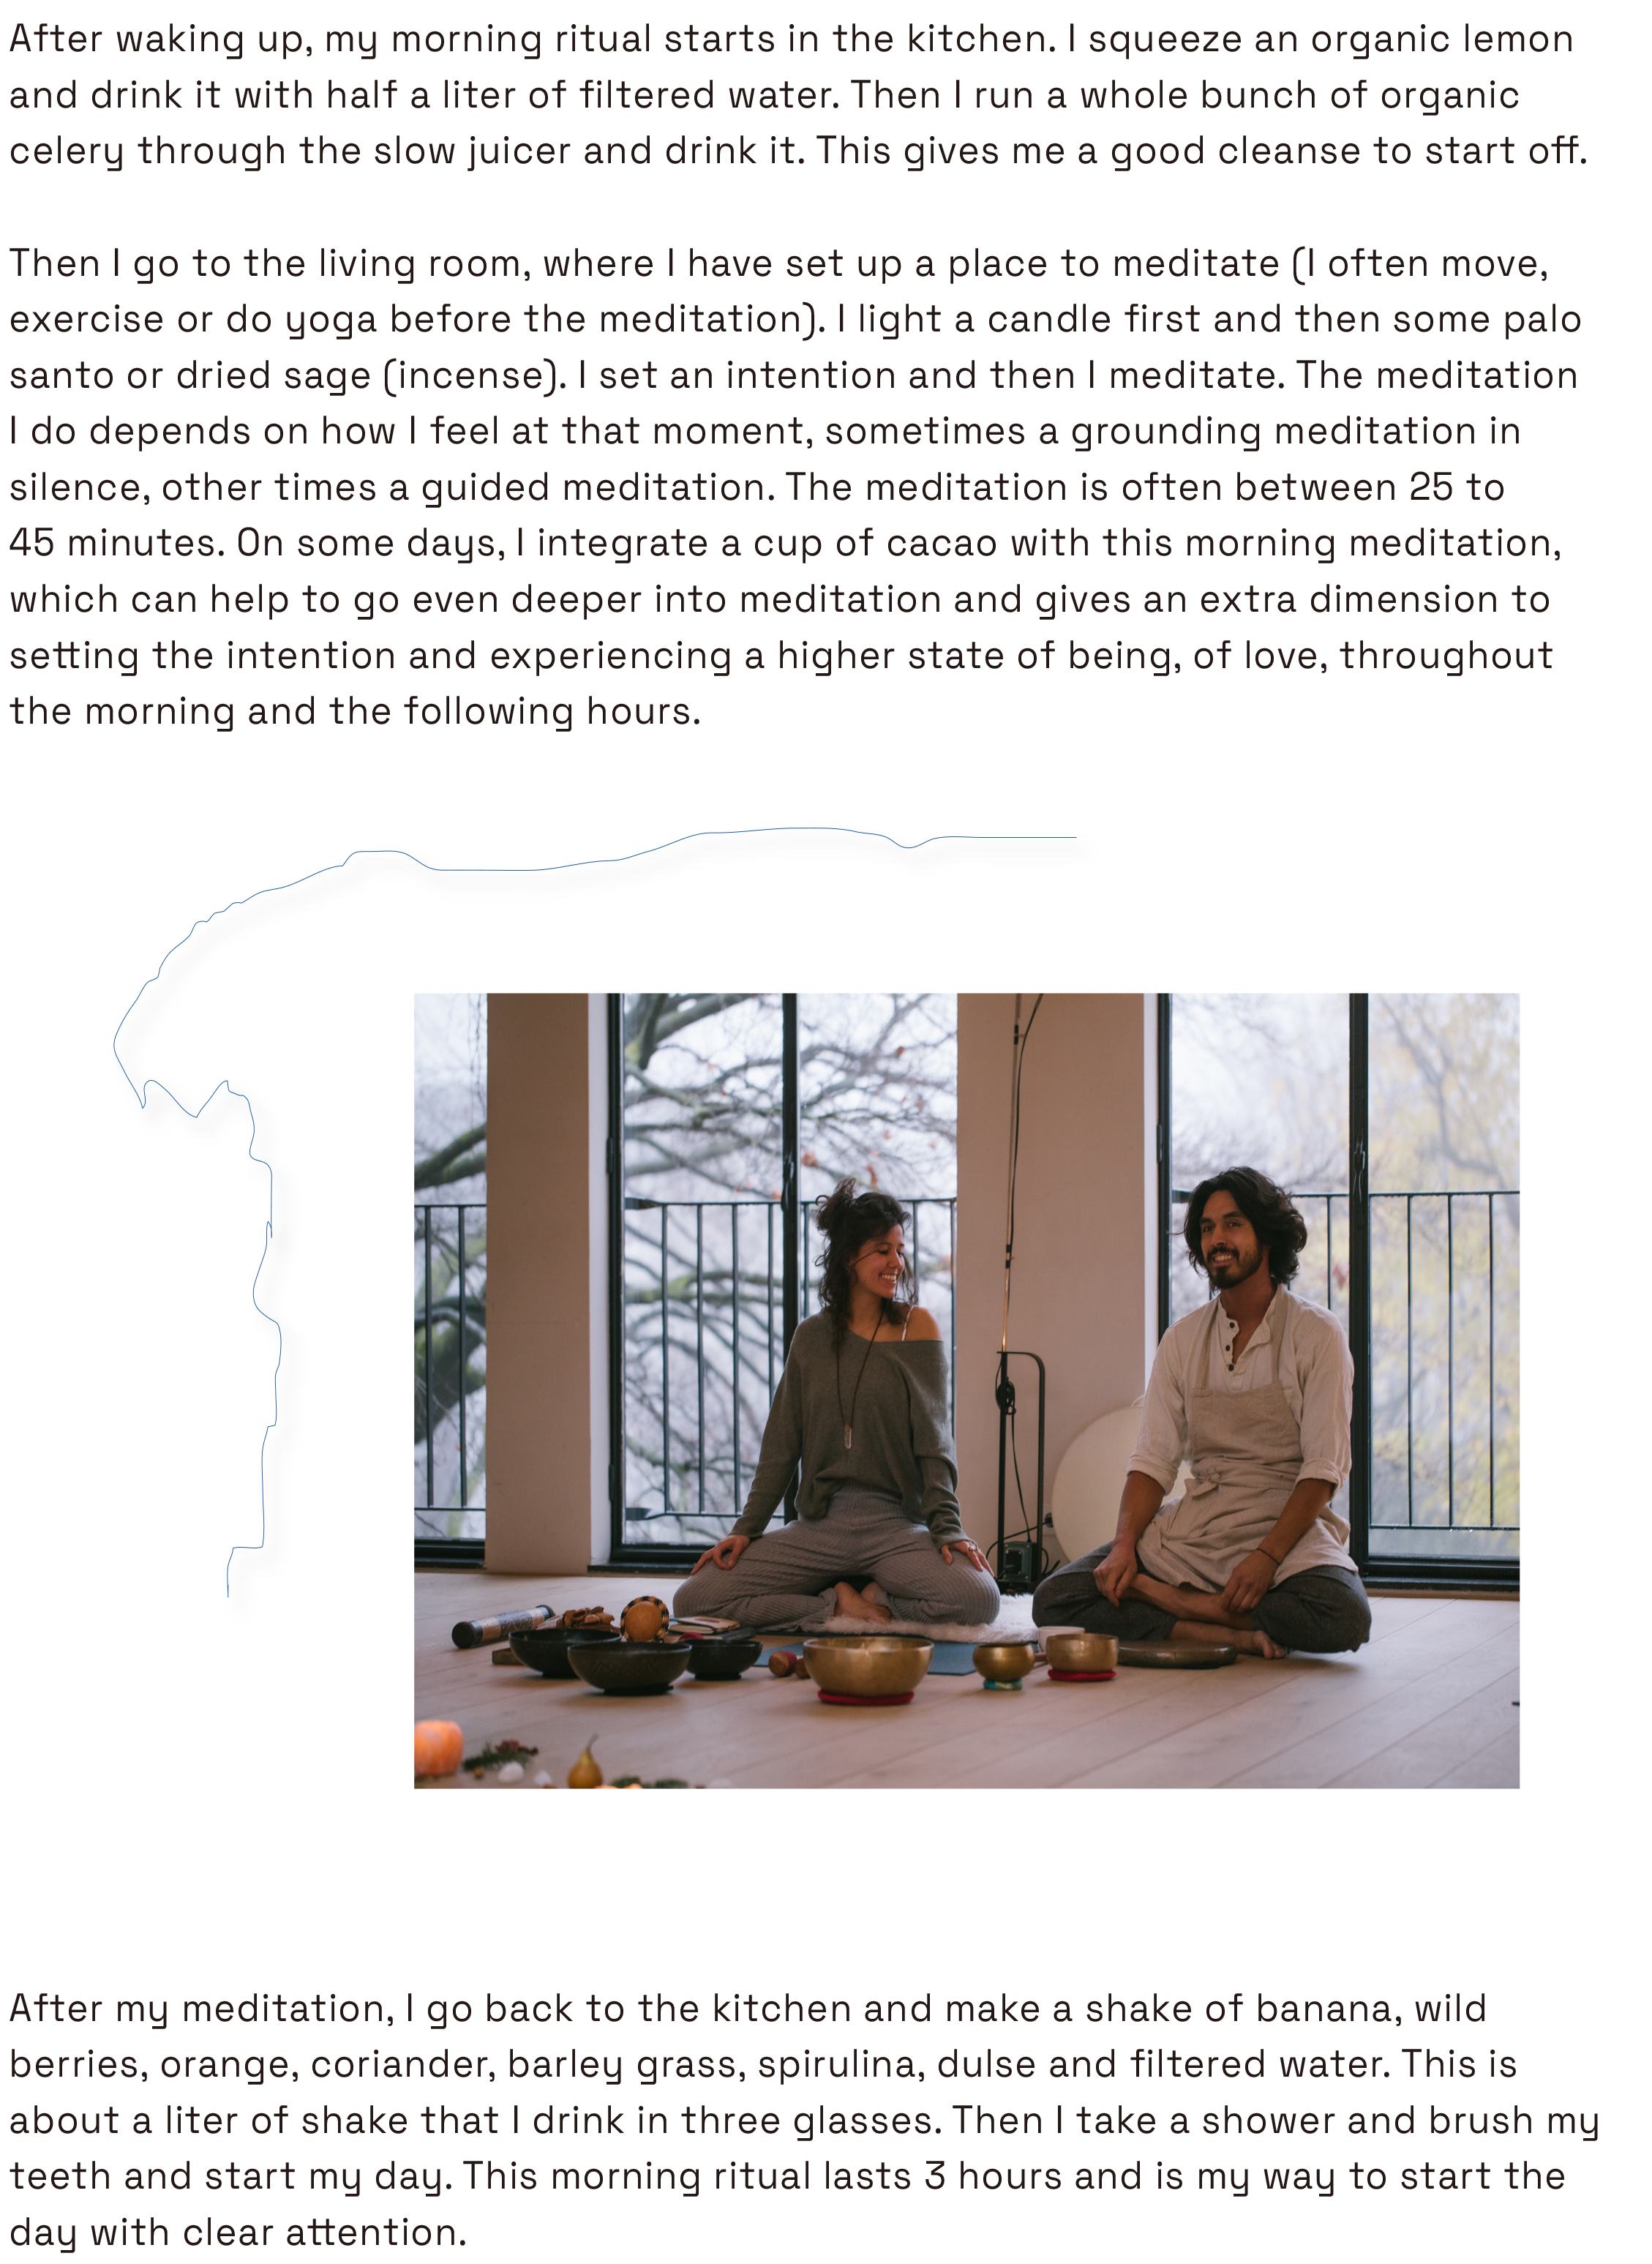 After waking up, my morning ritual starts in the kitchen. I squeeze an organic lemon
and drink it with half a liter of filtered water. Then I run a whole bunch of organic
celery through the slow juicer and drink it. This gives me a good cleanse to start off.
Then I go to the living room, where I have set up a place to meditate (I often move,
exercise or do yoga before the meditation). I light a candle first and then some palo
santo or dried sage (incense). I set an intention and then I meditate. The meditation
I do depends on how I feel at that moment, sometimes a grounding meditation in
silence, other times a guided meditation. The meditation is often between 25 to
45 minutes. On some days, I integrate a cup of cacao with this morning meditation,
which can help to go even deeper into meditation and gives an extra dimension to
setting the intention and experiencing a higher state of being, of love, throughout
the morning and the following hours.
After my meditation, I go back to the kitchen and make a shake of banana, wild
berries, orange, coriander, barley grass, spirulina, dulse and filtered water. This is
about a liter of shake that I drink in three glasses. Then I take a shower and brush my
teeth and start my day. This morning ritual lasts 3 hours and is my way to start the
day with clear attention.